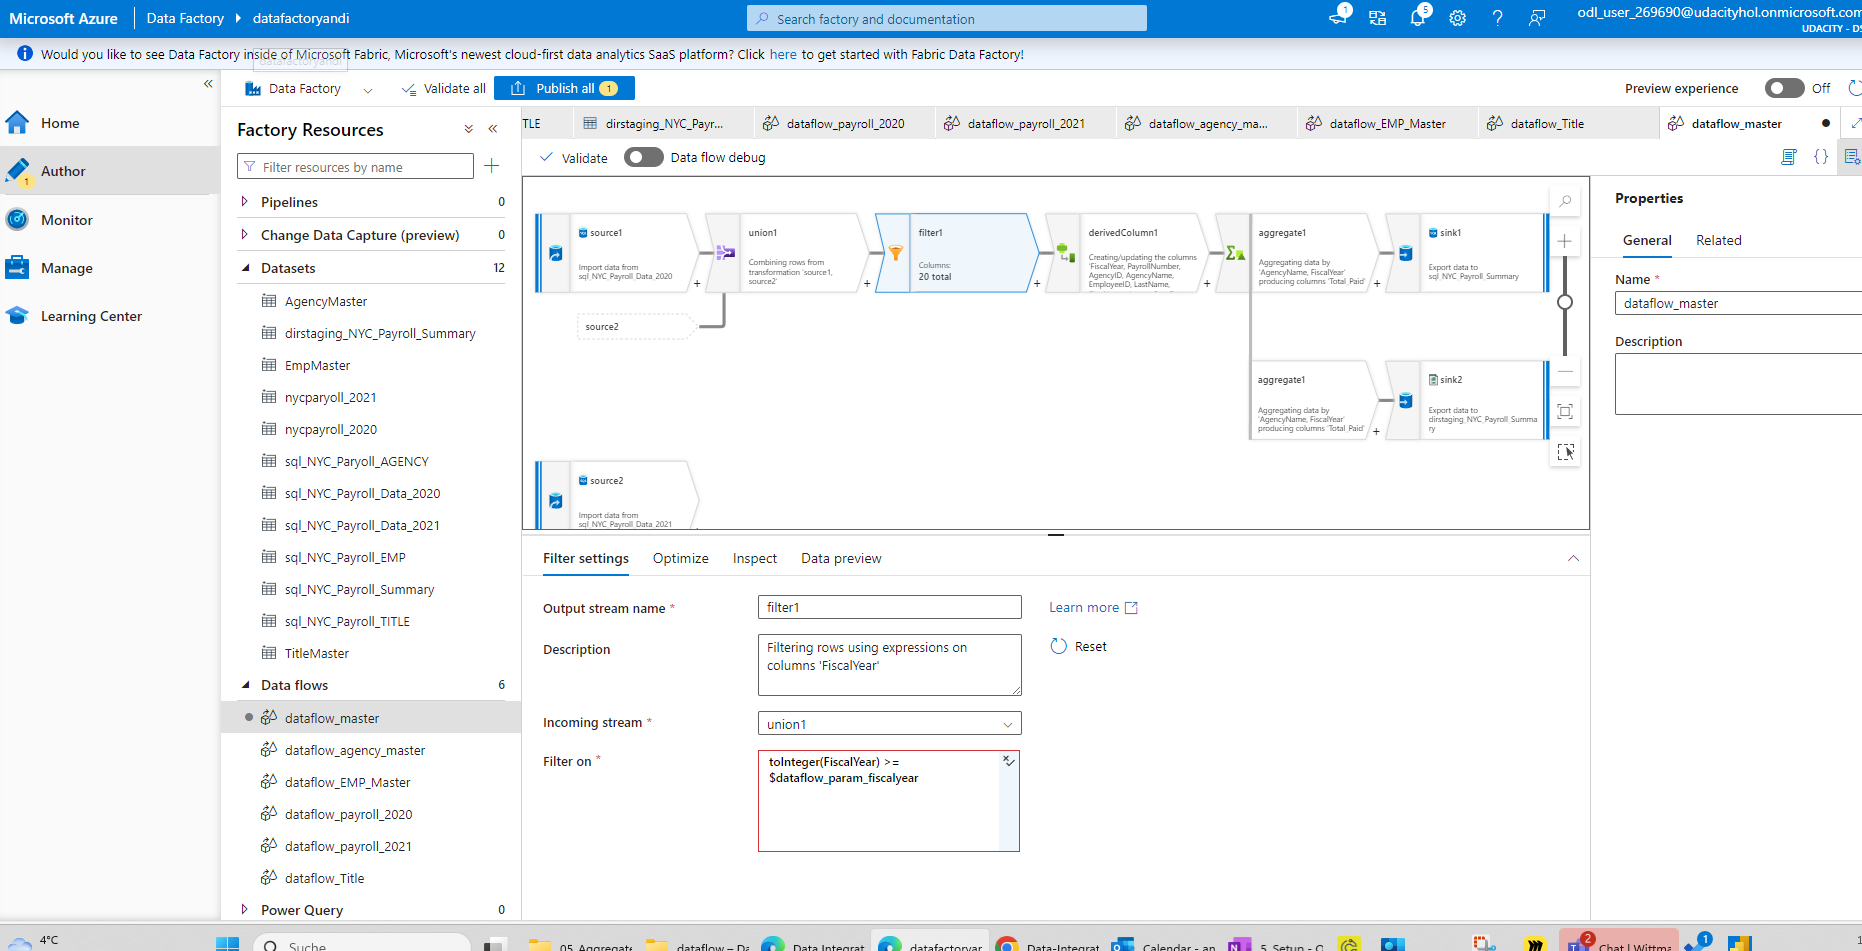 Microsoft Azure
Data Factory
datafactoryandi
Search factory and documentation
1
5
odl_user_269690@udacityhol.onmicrosoft.com
Would you like to see Data Factory inside of Microsoft Fabric, Microsoft's newest cloud-first data analytics SaaS platform? Click here to get started with Fabric Data Factory!
datafactoryandi
Home
Author
1
Monitor
Manage
Learning Center
Data Factory
Validate all
Publish all 1
Preview experience
Off
Factory Resources
Filter resources by name
Pipelines 0
Change Data Capture (preview) 0
Datasets 12
AgencyMaster
dirstaging_NYC_Payroll_Summary
EmpMaster
nycparyoll_2021
nycpayroll_2020
sql_NYC_Paryoll_AGENCY
sql_NYC_Payroll_Data_2020
sql_NYC_Payroll_Data_2021
sql_NYC_Payroll_EMP
sql_NYC_Payroll_Summary
sql_NYC_Payroll_TITLE
TitleMaster
Data flows 6
dataflow_master
dataflow_agency_master
dataflow_EMP_Master
dataflow_payroll_2020
dataflow_payroll_2021
dataflow_Title
Power Query 0
TLE
dirstaging_NYC_Payr...
dataflow_payroll_2020
dataflow_payroll_2021
dataflow_agency_ma...
dataflow_EMP_Master
dataflow_Title
dataflow_master
Validate
Data flow debug
source1
Import data from
sql_NYC_Payroll_Data_2020
+
union1
Combining rows from
transformation 'source1,
source2'
+
filter1
Columns:
20 total
+
derivedColumn1
Creating/updating the columns
'FiscalYear, PayrollNumber,
AgencyID, AgencyName,
EmployeeID, LastName,
+
aggregate1
Aggregating data by
'AgencyName, FiscalYear'
producing columns 'Total_Paid'
+
sink1
Export data to
sql_NYC_Payroll_Summary
source2
aggregate1
Aggregating data by
'AgencyName, FiscalYear'
producing columns 'Total_Paid'
+
sink2
Export data to
dirstaging_NYC_Payroll_Summa
ry
source2
Import data from
sql_NYC_Payroll_Data_2021
Filter settings
Optimize
Inspect
Data preview
Output stream name *
filter1
Learn more
Description
Filtering rows using expressions on
columns 'FiscalYear'
Reset
Incoming stream *
union1
Filter on *
toInteger(FiscalYear) >=
$dataflow_param_fiscalyear
Properties
General
Related
Name *
dataflow_master
Description
4°C
Suche
05_Aggregate
dataflow – Da
Data Integrat
datafactoryar
Data-Integrat
Calendar - an
5. Setup - O
2
Chat | Wittma
1